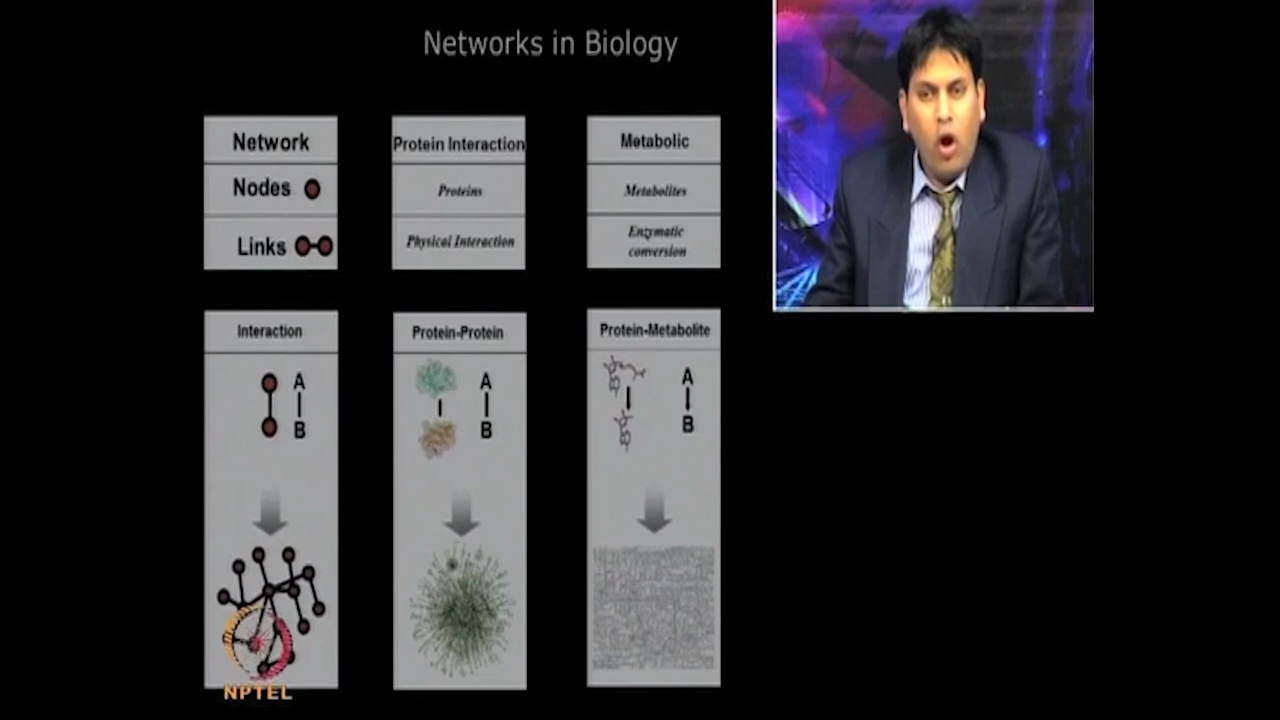 Networks in Biology
Network
Nodes
Links
Protein Interaction
Proteins
Physical Interaction
Metabolic
Metabolites
Enzymatic
conversion
Interaction
A
B
Protein-Protein
A
B
Protein-Metabolite
A
B
NPTEL